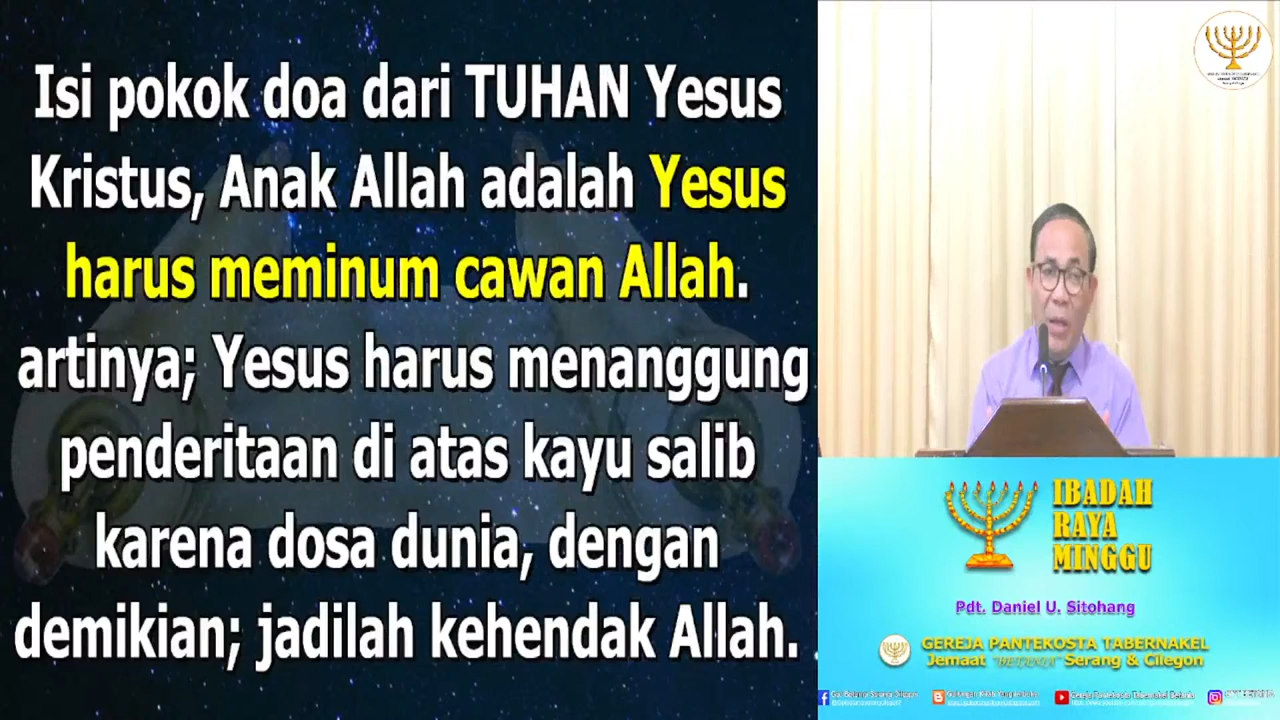 Isi pokok doa dari TUHAN Yesus
Kristus, Anak Allah adalah Yesus
harus meminum cawan Allah.
artinya; Yesus harus menanggung
penderitaan di atas kayu salib
karena dosa dunia, dengan
demikian; jadilah kehendak Allah.
IBADAH
RAYA
MINGGU
Pdt. Daniel U. Sitohang
GEREJA PANTEKOSTA TABERNAKEL
Jemaat "BETANIA" Serang & Cilegon